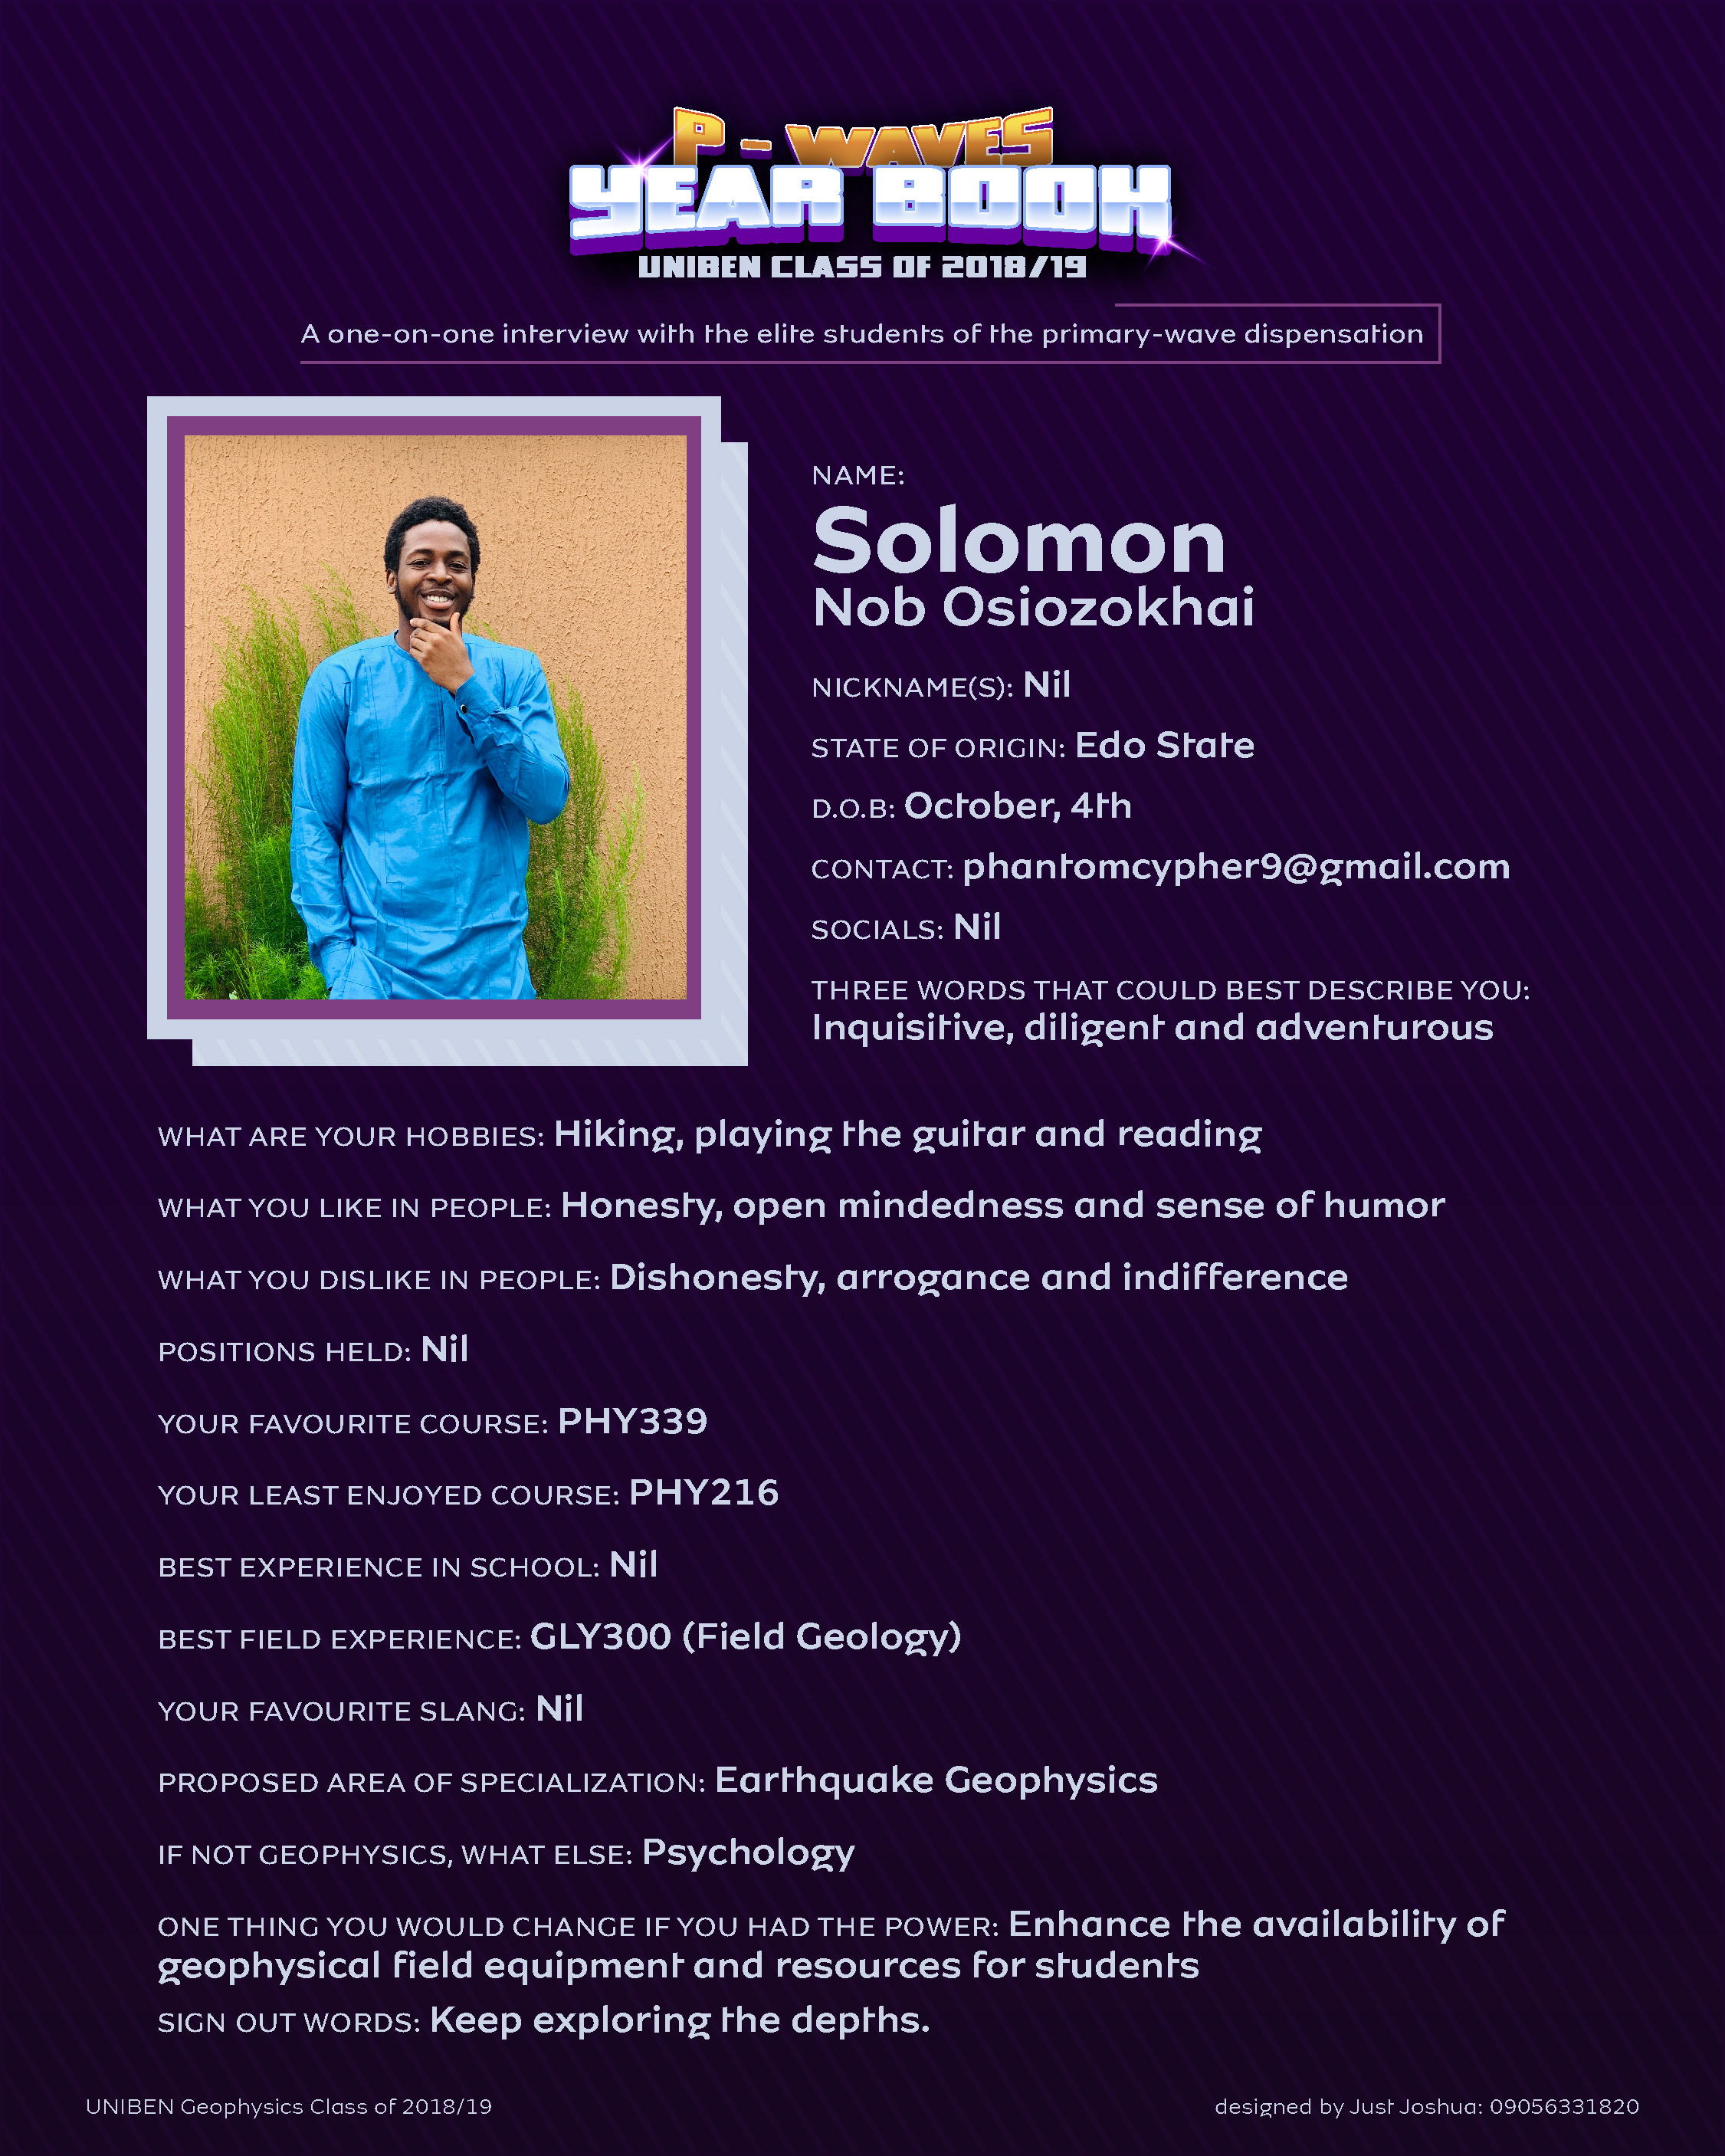 P - WAVES
YEAR BOOK
UNIBEN CLASS OF 2018/19
A one-on-one interview with the elite students of the primary-wave dispensation
NAME:
Solomon
Nob Osiozokhai
NICKNAME(S): Nil
STATE OF ORIGIN: Edo State
D.O.B: October, 4th
CONTACT: phantomcypher9@gmail.com
SOCIALS: Nil
THREE WORDS THAT COULD BEST DESCRIBE YOU:
Inquisitive, diligent and adventurous
WHAT ARE YOUR HOBBIES: Hiking, playing the guitar and reading
WHAT YOU LIKE IN PEOPLE: Honesty, open mindedness and sense of humor
WHAT YOU DISLIKE IN PEOPLE: Dishonesty, arrogance and indifference
POSITIONS HELD: Nil
YOUR FAVOURITE COURSE: PHY339
YOUR LEAST ENJOYED COURSE: PHY216
BEST EXPERIENCE IN SCHOOL: Nil
BEST FIELD EXPERIENCE: GLY300 (Field Geology)
YOUR FAVOURITE SLANG: Nil
PROPOSED AREA OF SPECIALIZATION: Earthquake Geophysics
IF NOT GEOPHYSICS, WHAT ELSE: Psychology
ONE THING YOU WOULD CHANGE IF YOU HAD THE POWER: Enhance the availability of
geophysical field equipment and resources for students
SIGN OUT WORDS: Keep exploring the depths.
UNIBEN Geophysics Class of 2018/19
designed by Just Joshua: 09056331820